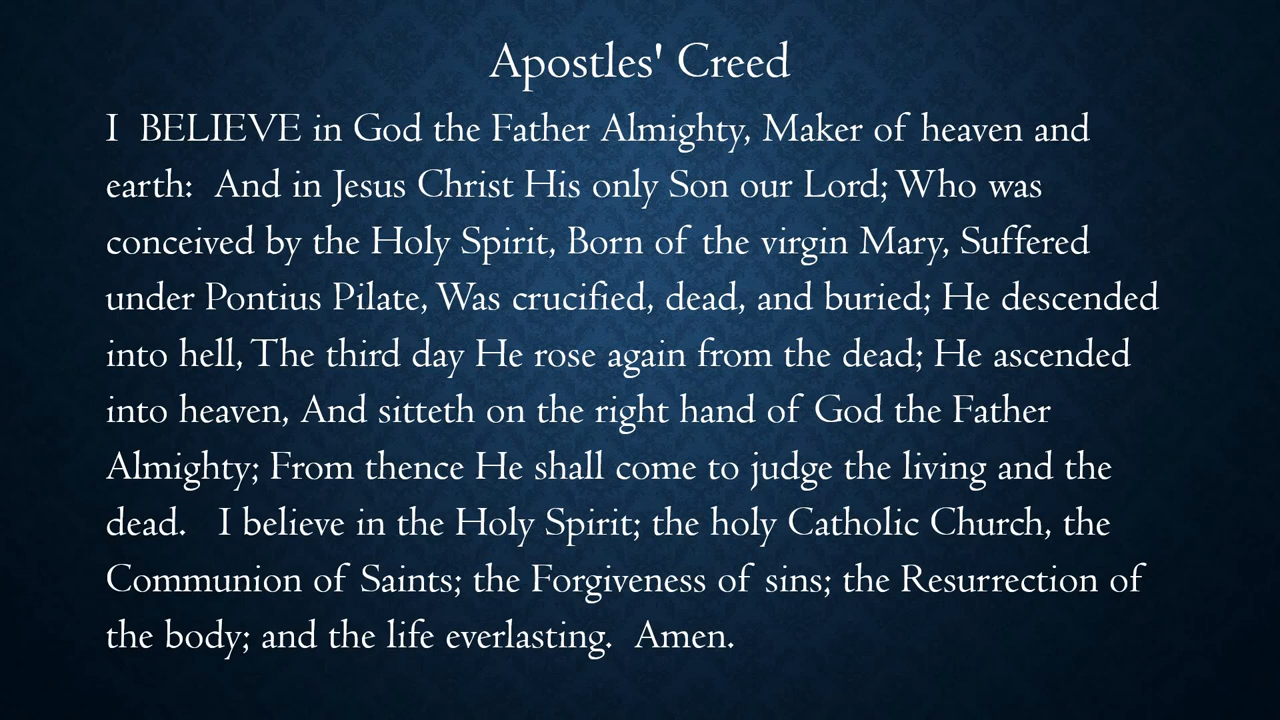 Apostles' Creed
I  BELIEVE in God the Father Almighty, Maker of heaven and
earth:  And in Jesus Christ His only Son our Lord; Who was
conceived by the Holy Spirit, Born of the virgin Mary, Suffered
under Pontius Pilate, Was crucified, dead, and buried; He descended
into hell, The third day He rose again from the dead; He ascended
into heaven, And sitteth on the right hand of God the Father
Almighty; From thence He shall come to judge the living and the
dead.   I believe in the Holy Spirit; the holy Catholic Church, the
Communion of Saints; the Forgiveness of sins; the Resurrection of
the body; and the life everlasting.  Amen.